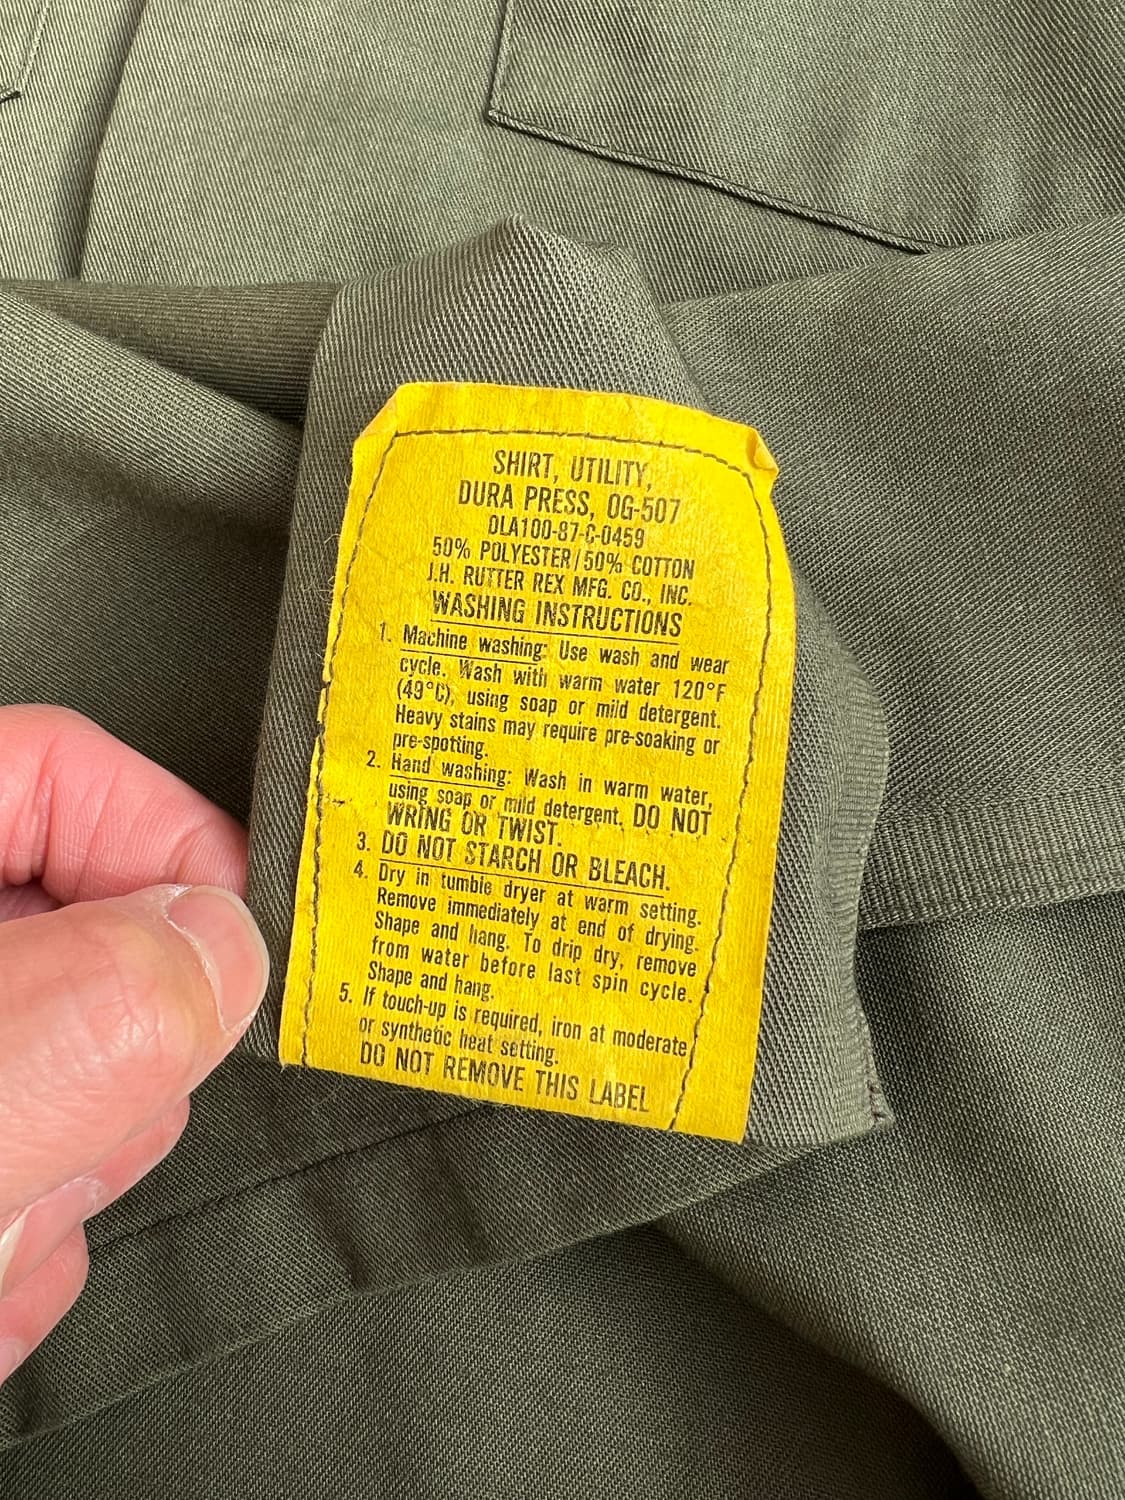 SHIRT, UTILITY,
DURA PRESS, OG-507
DLA100-87-C-0459
50% POLYESTER/50% COTTON
J.H. RUTTER REX MFG. CO., INC.
WASHING INSTRUCTIONS
1. Machine washing: Use wash and wear
cycle. Wash with warm water 120°F
(49°C), using soap or mild detergent.
Heavy stains may require pre-soaking or
pre-spotting.
2. Hand washing: Wash in warm water,
using soap or mild detergent. DO NOT
WRING OR TWIST.
3. DO NOT STARCH OR BLEACH.
4. Dry in tumble dryer at warm setting.
Remove immediately at end of drying.
Shape and hang. To drip dry, remove
from water before last spin cycle.
Shape and hang.
5. If touch-up is required, iron at moderate
or synthetic heat setting.
DO NOT REMOVE THIS LABEL